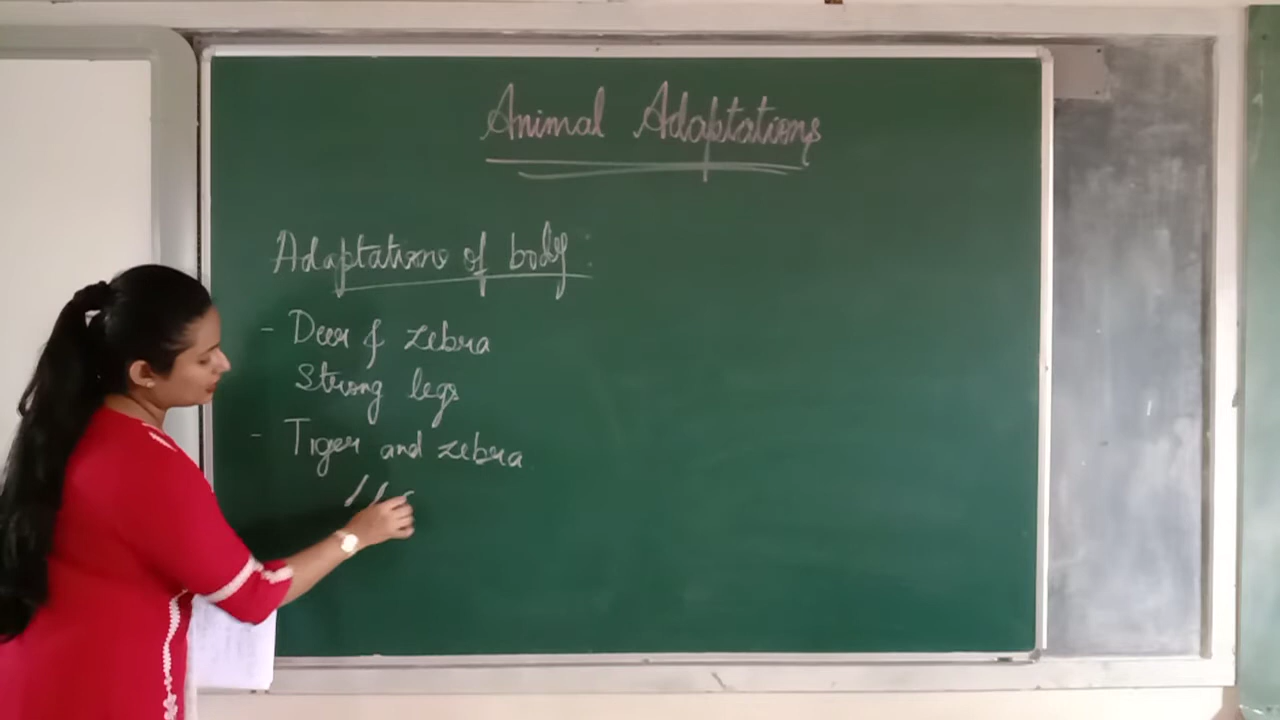 Animal Adaptations
Adaptations of body :
- Deer & zebra
Strong legs
- Tiger and zebra